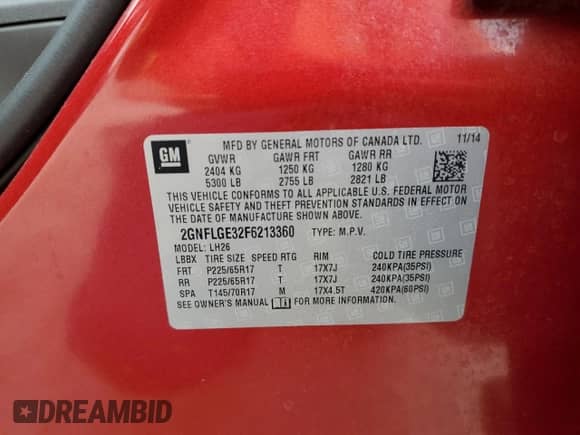 GM
MFD BY GENERAL MOTORS OF CANADA LTD. 11/14
GVWR GAWR FRT GAWR RR
2404 KG 1250 KG 1280 KG
5300 LB 2755 LB 2821 LB
THIS VEHICLE CONFORMS TO ALL APPLICABLE U.S. FEDERAL MOTOR
VEHICLE SAFETY AND THEFT PREVENTION STANDARDS IN EFFECT ON
THE DATE OF MANUFACTURE SHOWN ABOVE.
2GNFLGE32F6213360 TYPE: M.P.V.
MODEL: LH26
LBBX TIRE SIZE SPEED RTG RIM COLD TIRE PRESSURE
FRT P225/65R17 T 17X7J 240KPA(35PSI)
RR P225/65R17 T 17X7J 240KPA(35PSI)
SPA T145/70R17 M 17X4.5T 420KPA(60PSI)
SEE OWNER'S MANUAL FOR MORE INFORMATION.
DREAMBID